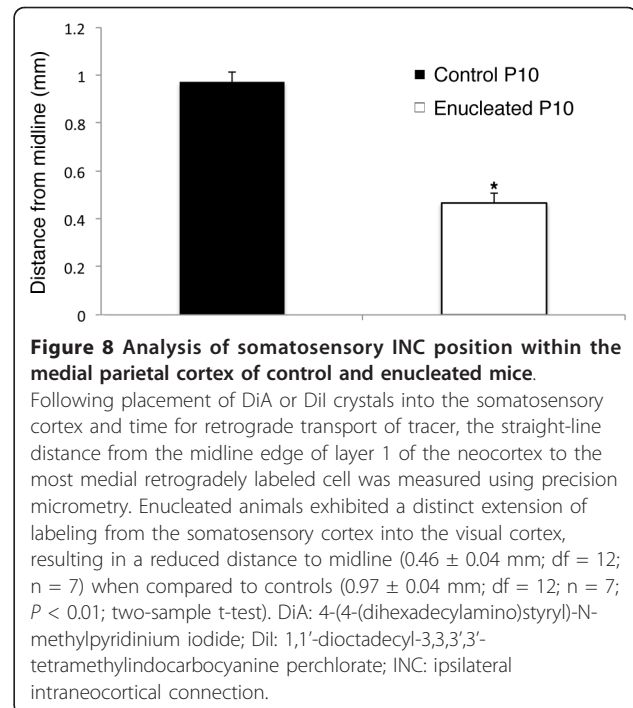 1.2
1
0.8
0.6
0.4
0.2
0
Distance from midline (mm)
■ Control P10
□ Enucleated P10
*
Figure 8 Analysis of somatosensory INC position within the
medial parietal cortex of control and enucleated mice.
Following placement of DiA or DiI crystals into the somatosensory
cortex and time for retrograde transport of tracer, the straight-line
distance from the midline edge of layer 1 of the neocortex to the
most medial retrogradely labeled cell was measured using precision
micrometry. Enucleated animals exhibited a distinct extension of
labeling from the somatosensory cortex into the visual cortex,
resulting in a reduced distance to midline (0.46 ± 0.04 mm; df = 12;
n = 7) when compared to controls (0.97 ± 0.04 mm; df = 12; n = 7;
P < 0.01; two-sample t-test). DiA: 4-(4-(dihexadecylamino)styryl)-N-
methylpyridinium iodide; DiI: 1,1'-dioctadecyl-3,3,3',3'-
tetramethylindocarbocyanine perchlorate; INC: ipsilateral
intraneocortical connection.